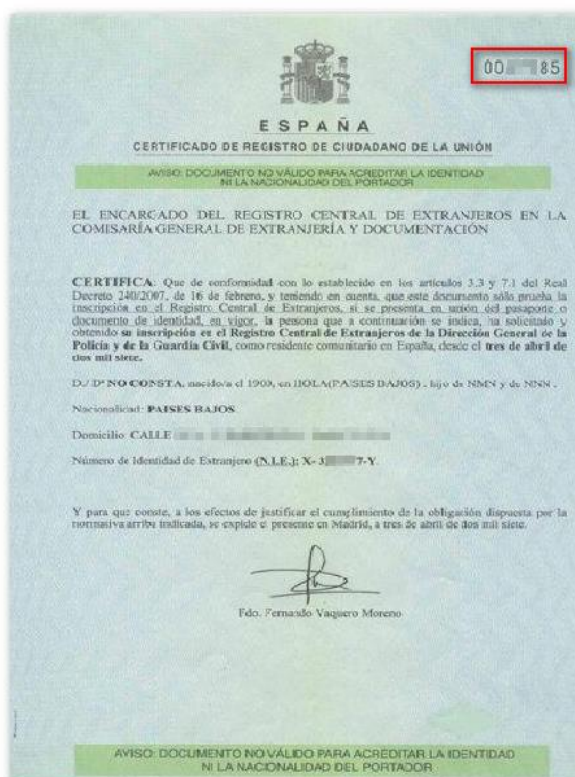 00 85
ESPAÑA
CERTIFICADO DE REGISTRO DE CIUDADANO DE LA UNIÓN
AVISO: DOCUMENTO NO VÁLIDO PARA ACREDITAR LA IDENTIDAD
NI LA NACIONALIDAD DEL PORTADOR
EL ENCARGADO DEL REGISTRO CENTRAL DE EXTRANJEROS EN LA
COMISARÍA GENERAL DE EXTRANJERÍA Y DOCUMENTACIÓN
CERTIFICA: Que de conformidad con lo establecido en los artículos 3.3 y 7.1 del Real
Decreto 240/2007, de 16 de febrero, y teniendo en cuenta, que este documento sólo prueba la
inscripción en el Registro Central de Extranjeros, si se presenta en unión del pasaporte o
documento de identidad, en vigor, la persona que a continuación se indica, ha solicitado y
obtenido su inscripción en el Registro Central de Extranjeros de la Dirección General de la
Policía y de la Guardia Civil, como residente comunitario en España, desde el tres de abril de
dos mil siete.
D./ Dª NO CONSTA, nacido/a el 1900, en HOLA(PAISES BAJOS) , hijo de NMN y de NNN .
Nacionalidad: PAISES BAJOS
Domicilio: CALLE
Número de Identidad de Extranjero (N.I.E.): X- 3 7-Y.
Y para que conste, a los efectos de justificar el cumplimiento de la obligación dispuesta por la
normativa arriba indicada, se expide el presente en Madrid, a tres de abril de dos mil siete.
Fdo. Fernando Vaquero Moreno
AVISO: DOCUMENTO NO VÁLIDO PARA ACREDITAR LA IDENTIDAD
NI LA NACIONALIDAD DEL PORTADOR